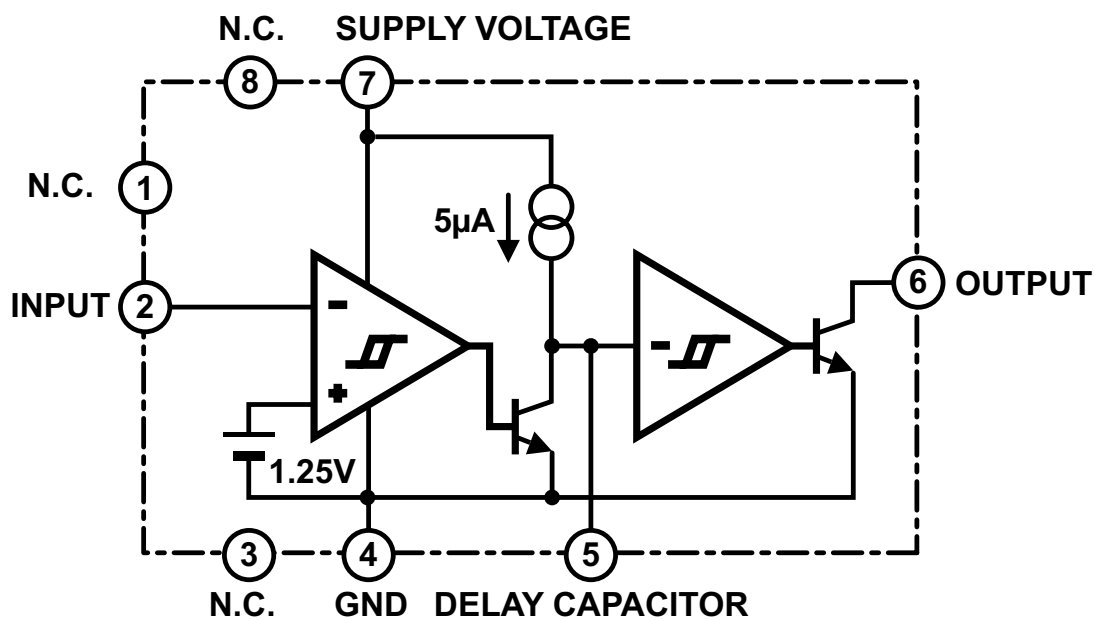 N.C. SUPPLY VOLTAGE
8 7
N.C. 1
5µA
INPUT 2 -
- 6 OUTPUT
+
1.25V
3 4 5
N.C. GND DELAY CAPACITOR